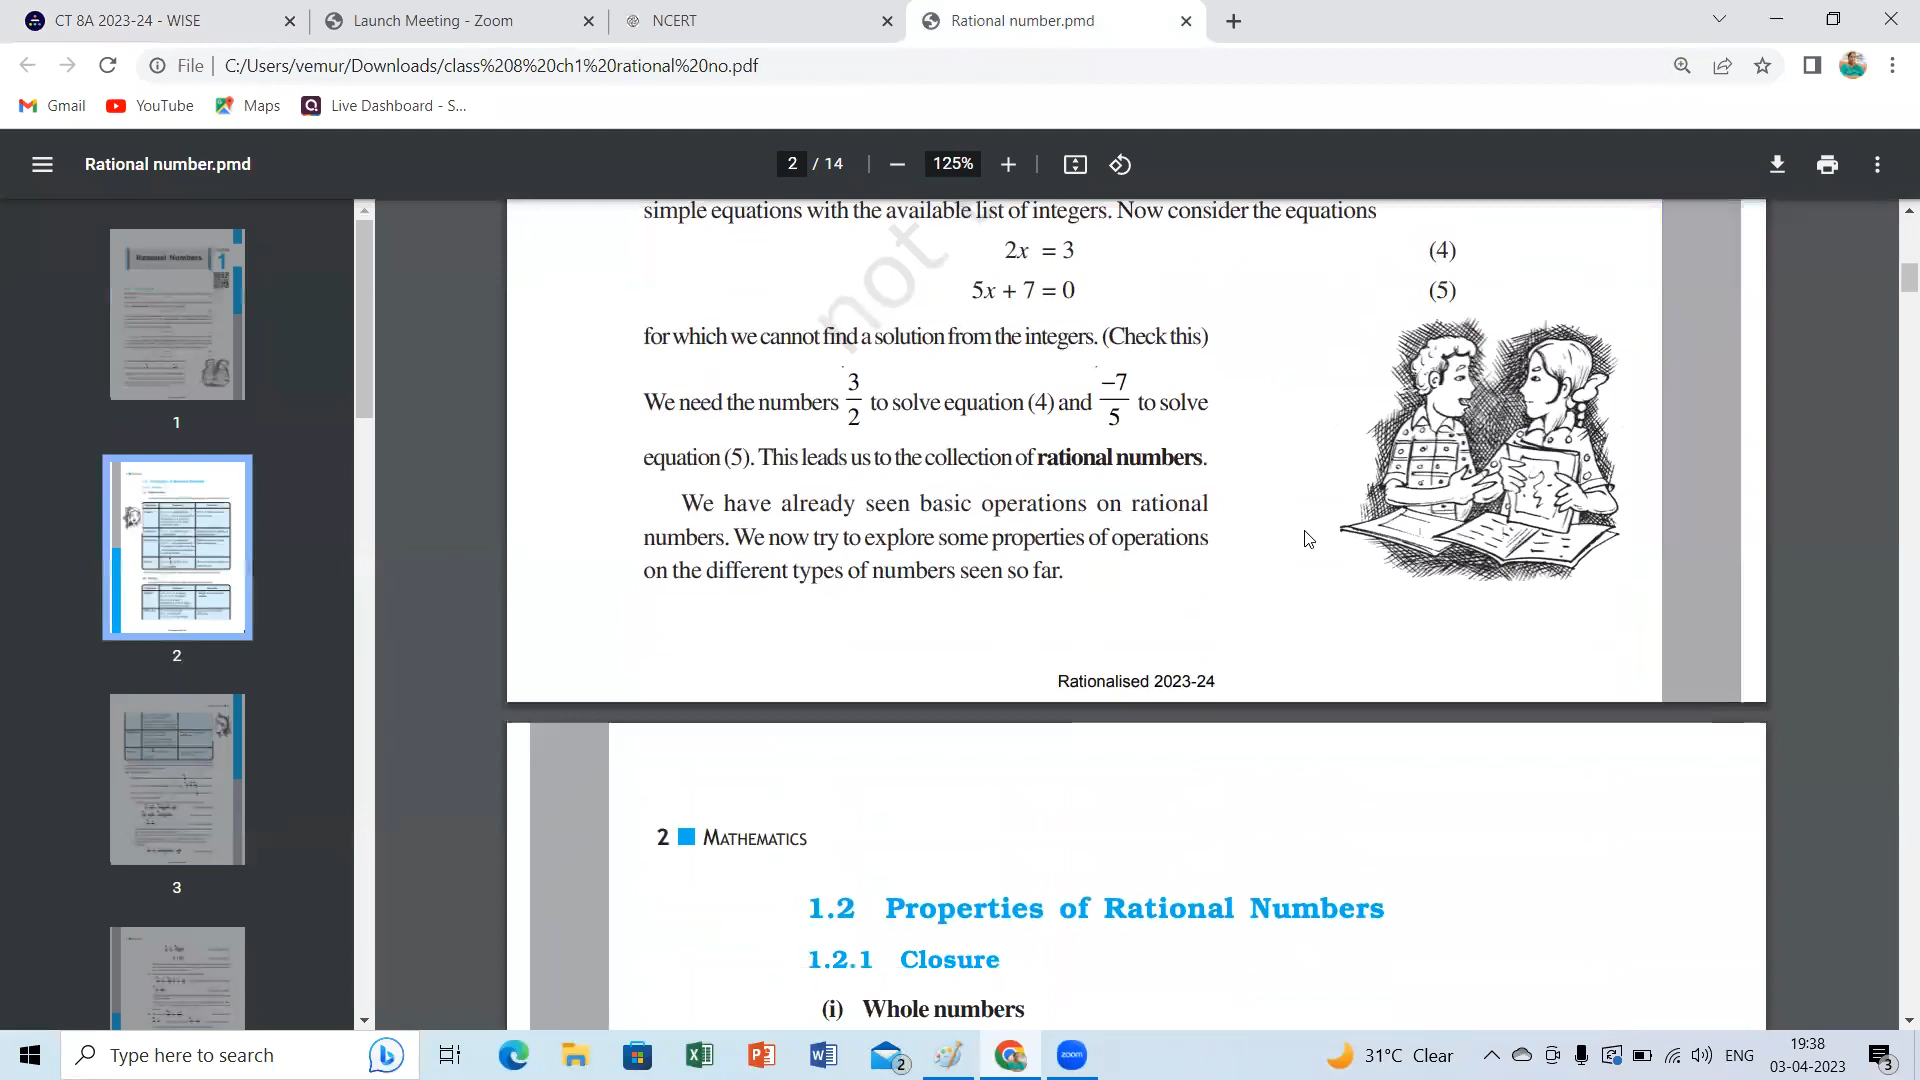 CT 8A 2023-24 - WISE
Launch Meeting - Zoom
NCERT
Rational number.pmd
File
C:/Users/vemur/Downloads/class%208%20ch1%20rational%20no.pdf
Gmail
YouTube
Maps
Live Dashboard - S...
Rational number.pmd
2 / 14
125%
Rational Numbers 1
1
2
3
simple equations with the available list of integers. Now consider the equations
2x = 3 (4)
5x + 7 = 0 (5)
not
for which we cannot find a solution from the integers. (Check this)
We need the numbers 3/2 to solve equation (4) and −7/5 to solve
equation (5). This leads us to the collection of rational numbers.
We have already seen basic operations on rational
numbers. We now try to explore some properties of operations
on the different types of numbers seen so far.
Rationalised 2023-24
2 MATHEMATICS
1.2 Properties of Rational Numbers
1.2.1 Closure
(i) Whole numbers
Type here to search
2
zoom
31°C Clear
ENG
19:38
03-04-2023
3